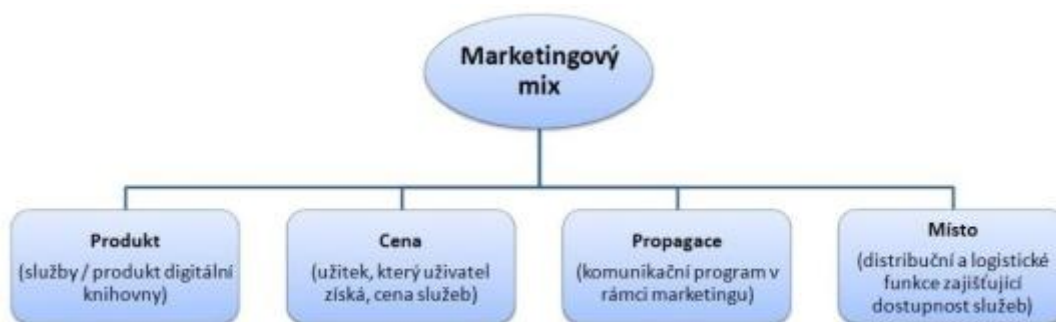 Marketingový
mix
Produkt
(služby / produkt digitální
knihovny)
Cena
(užitek, který uživatel
získá, cena služeb)
Propagace
(komunikační program v
rámci marketingu)
Místo
(distribuční a logistické
funkce zajišťující
dostupnost služeb)